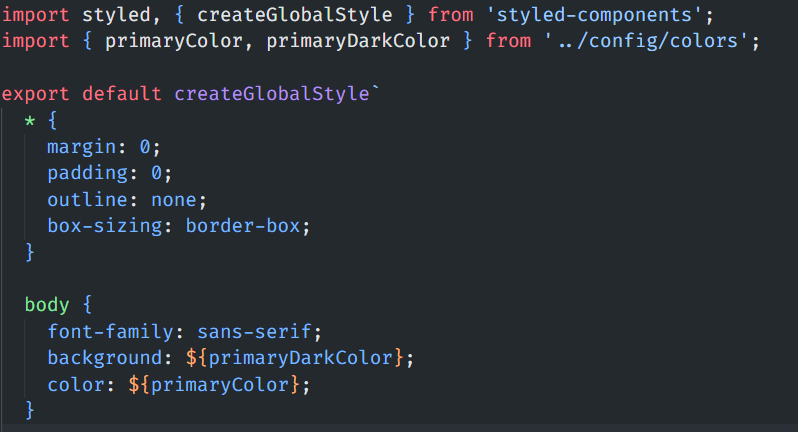 import styled, { createGlobalStyle } from 'styled-components';
import { primaryColor, primaryDarkColor } from '../config/colors';

export default createGlobalStyle`
  * {
    margin: 0;
    padding: 0;
    outline: none;
    box-sizing: border-box;
  }

  body {
    font-family: sans-serif;
    background: ${primaryDarkColor};
    color: ${primaryColor};
  }